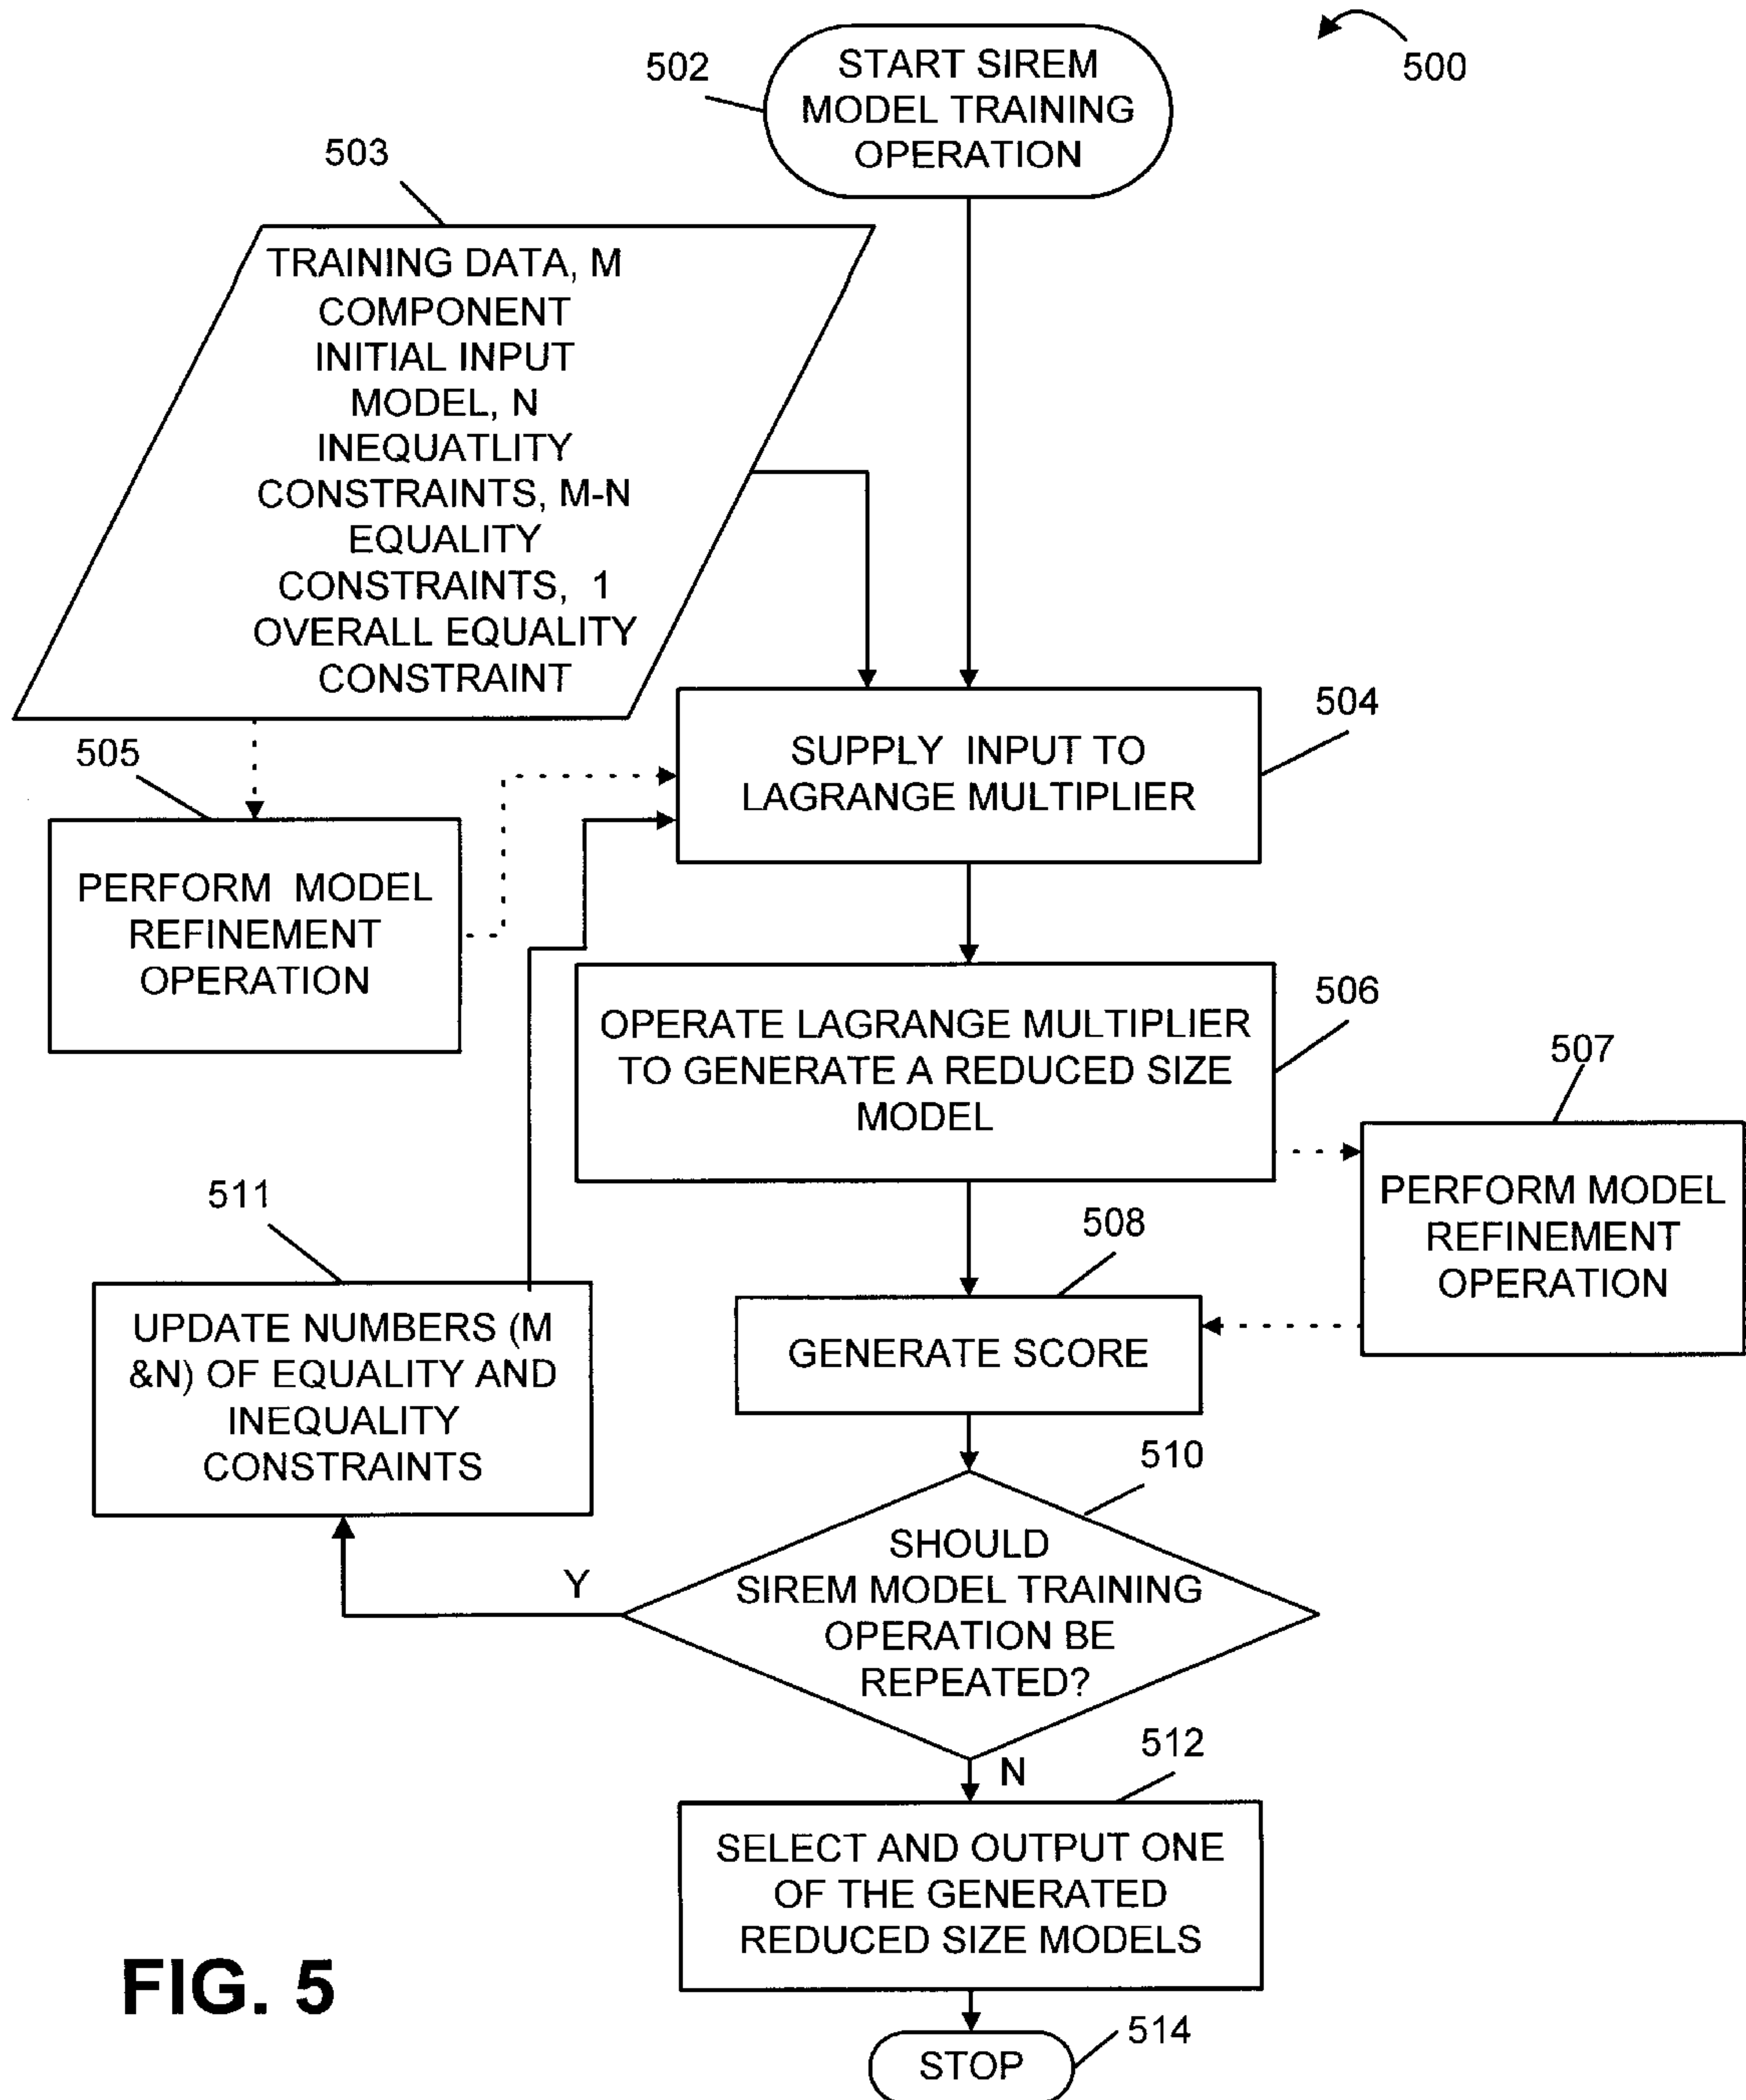 500
502
START SIREM
MODEL TRAINING
OPERATION
503
TRAINING DATA, M
COMPONENT
INITIAL INPUT
MODEL, N
INEQUATLITY
CONSTRAINTS, M-N
EQUALITY
CONSTRAINTS, 1
OVERALL EQUALITY
CONSTRAINT
504
SUPPLY INPUT TO
LAGRANGE MULTIPLIER
505
PERFORM MODEL
REFINEMENT
OPERATION
506
OPERATE LAGRANGE MULTIPLIER
TO GENERATE A REDUCED SIZE
MODEL
507
PERFORM MODEL
REFINEMENT
OPERATION
511
UPDATE NUMBERS (M
&N) OF EQUALITY AND
INEQUALITY
CONSTRAINTS
508
GENERATE SCORE
510
SHOULD
SIREM MODEL TRAINING
OPERATION BE
REPEATED?
Y
N
512
SELECT AND OUTPUT ONE
OF THE GENERATED
REDUCED SIZE MODELS
514
STOP
FIG. 5